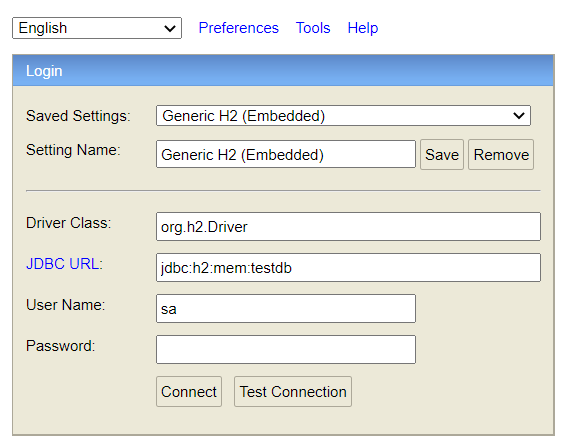 English Preferences Tools Help
Login
Saved Settings: Generic H2 (Embedded)
Setting Name: Generic H2 (Embedded) Save Remove
Driver Class: org.h2.Driver
JDBC URL: jdbc:h2:mem:testdb
User Name: sa
Password:
Connect Test Connection